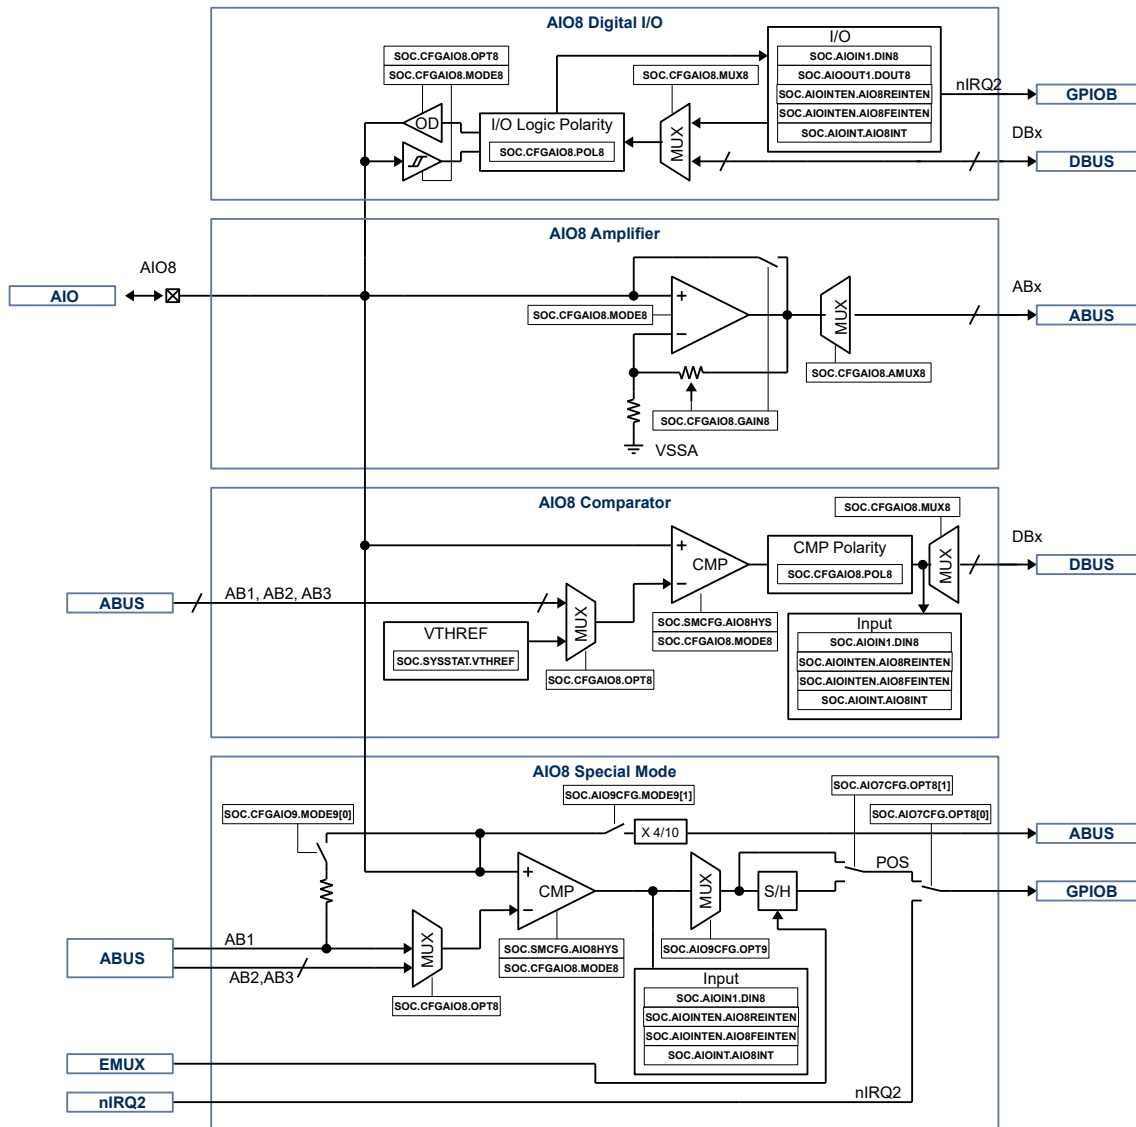 AIO8 Digital I/O
SOC.CFGAIO8.OPT8
SOC.CFGAIO8.MODE8
OD
I/O Logic Polarity
SOC.CFGAIO8.POL8
SOC.CFGAIO8.MUX8
MUX
I/O
SOC.AIOIN1.DIN8
SOC.AIOOUT1.DOUT8
SOC.AIOINTEN.AIO8REINTEN
SOC.AIOINTEN.AIO8FEINTEN
SOC.AIOINT.AIO8INT
nIRQ2
GPIOB
DBx
DBUS
AIO8 Amplifier
AIO
AIO8
SOC.CFGAIO8.MODE8
+
−
MUX
SOC.CFGAIO8.AMUX8
SOC.CFGAIO8.GAIN8
VSSA
ABx
ABUS
AIO8 Comparator
ABUS
AB1, AB2, AB3
VTHREF
SOC.SYSSTAT.VTHREF
MUX
SOC.CFGAIO8.OPT8
+
−
CMP
SOC.SMCFG.AIO8HYS
SOC.CFGAIO8.MODE8
CMP Polarity
SOC.CFGAIO8.POL8
SOC.CFGAIO8.MUX8
MUX
DBx
DBUS
Input
SOC.AIOIN1.DIN8
SOC.AIOINTEN.AIO8REINTEN
SOC.AIOINTEN.AIO8FEINTEN
SOC.AIOINT.AIO8INT
AIO8 Special Mode
SOC.CFGAIO9.MODE9[0]
SOC.AIO9CFG.MODE9[1]
X 4/10
SOC.AIO7CFG.OPT8[1]
SOC.AIO7CFG.OPT8[0]
ABUS
POS
GPIOB
+
−
CMP
SOC.SMCFG.AIO8HYS
SOC.CFGAIO8.MODE8
MUX
SOC.AIO9CFG.OPT9
S/H
ABUS
AB1
AB2,AB3
MUX
SOC.CFGAIO8.OPT8
Input
SOC.AIOIN1.DIN8
SOC.AIOINTEN.AIO8REINTEN
SOC.AIOINTEN.AIO8FEINTEN
SOC.AIOINT.AIO8INT
EMUX
nIRQ2
nIRQ2